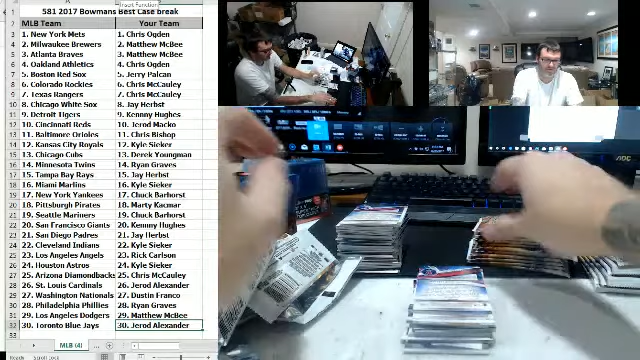 Insert Function
581 2017 Bowmans Best Case break
MLB Team Your Team
1. New York Mets 1. Chris Ogden
2. Milwaukee Brewers 2. Matthew McBee
3. Atlanta Braves 3. Matthew McBee
4. Oakland Athletics 4. Chris Ogden
5. Boston Red Sox 5. Jerry Palcan
6. Colorado Rockies 6. Chris McCauley
7. Texas Rangers 7. Chris McCauley
8. Chicago White Sox 8. Jay Herbst
9. Detroit Tigers 9. Kennny Hughes
10. Cincinnati Reds 10. Jerod Macko
11. Baltimore Orioles 11. Chris Bishop
12. Kansas City Royals 12. Kyle Sieker
13. Chicago Cubs 13. Derek Youngman
14. Minnesota Twins 14. Ryan Graves
15. Tampa Bay Rays 15. Jay Herbst
16. Miami Marlins 16. Kyle Sieker
17. New York Yankees 17. Chuck Barhorst
18. Pittsburgh Pirates 18. Marty Kacmar
19. Seattle Mariners 19. Chuck Barhorst
20. San Francisco Giants 20. Kennny Hughes
21. San Diego Padres 21. Jay Herbst
22. Cleveland Indians 22. Kyle Sieker
23. Los Angeles Angels 23. Rick Carlson
24. Houston Astros 24. Kyle Sieker
25. Arizona Diamondbacks 25. Chris McCauley
26. St. Louis Cardinals 26. Jerod Alexander
27. Washington Nationals 27. Dustin Franco
28. Philadelphia Phillies 28. Ryan Graves
29. Los Angeles Dodgers 29. Matthew McBee
30. Toronto Blue Jays 30. Jerod Alexander
MLB (4)
Ready Scroll Lock
AOC